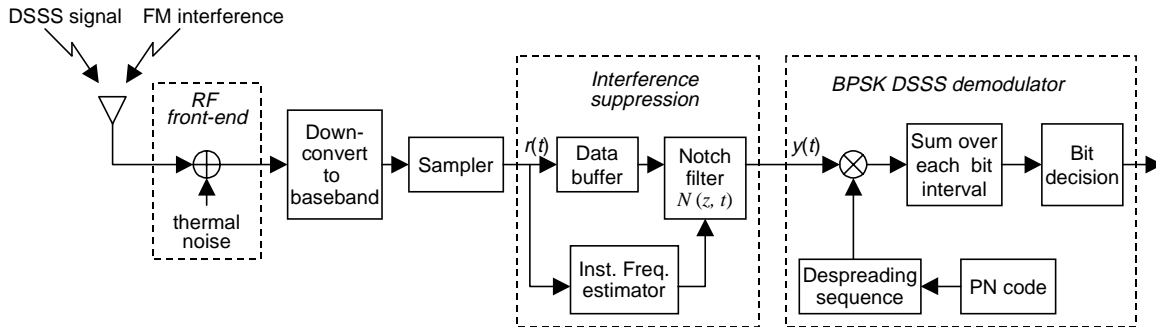 DSSS signal
FM interference
RF
front-end
thermal
noise
Down-
convert
to
baseband
Sampler
r(t)
Interference
suppression
Data
buffer
Notch
filter
N (z, t)
Inst. Freq.
estimator
y(t)
BPSK DSSS demodulator
Sum over
each bit
interval
Bit
decision
Despreading
sequence
PN code